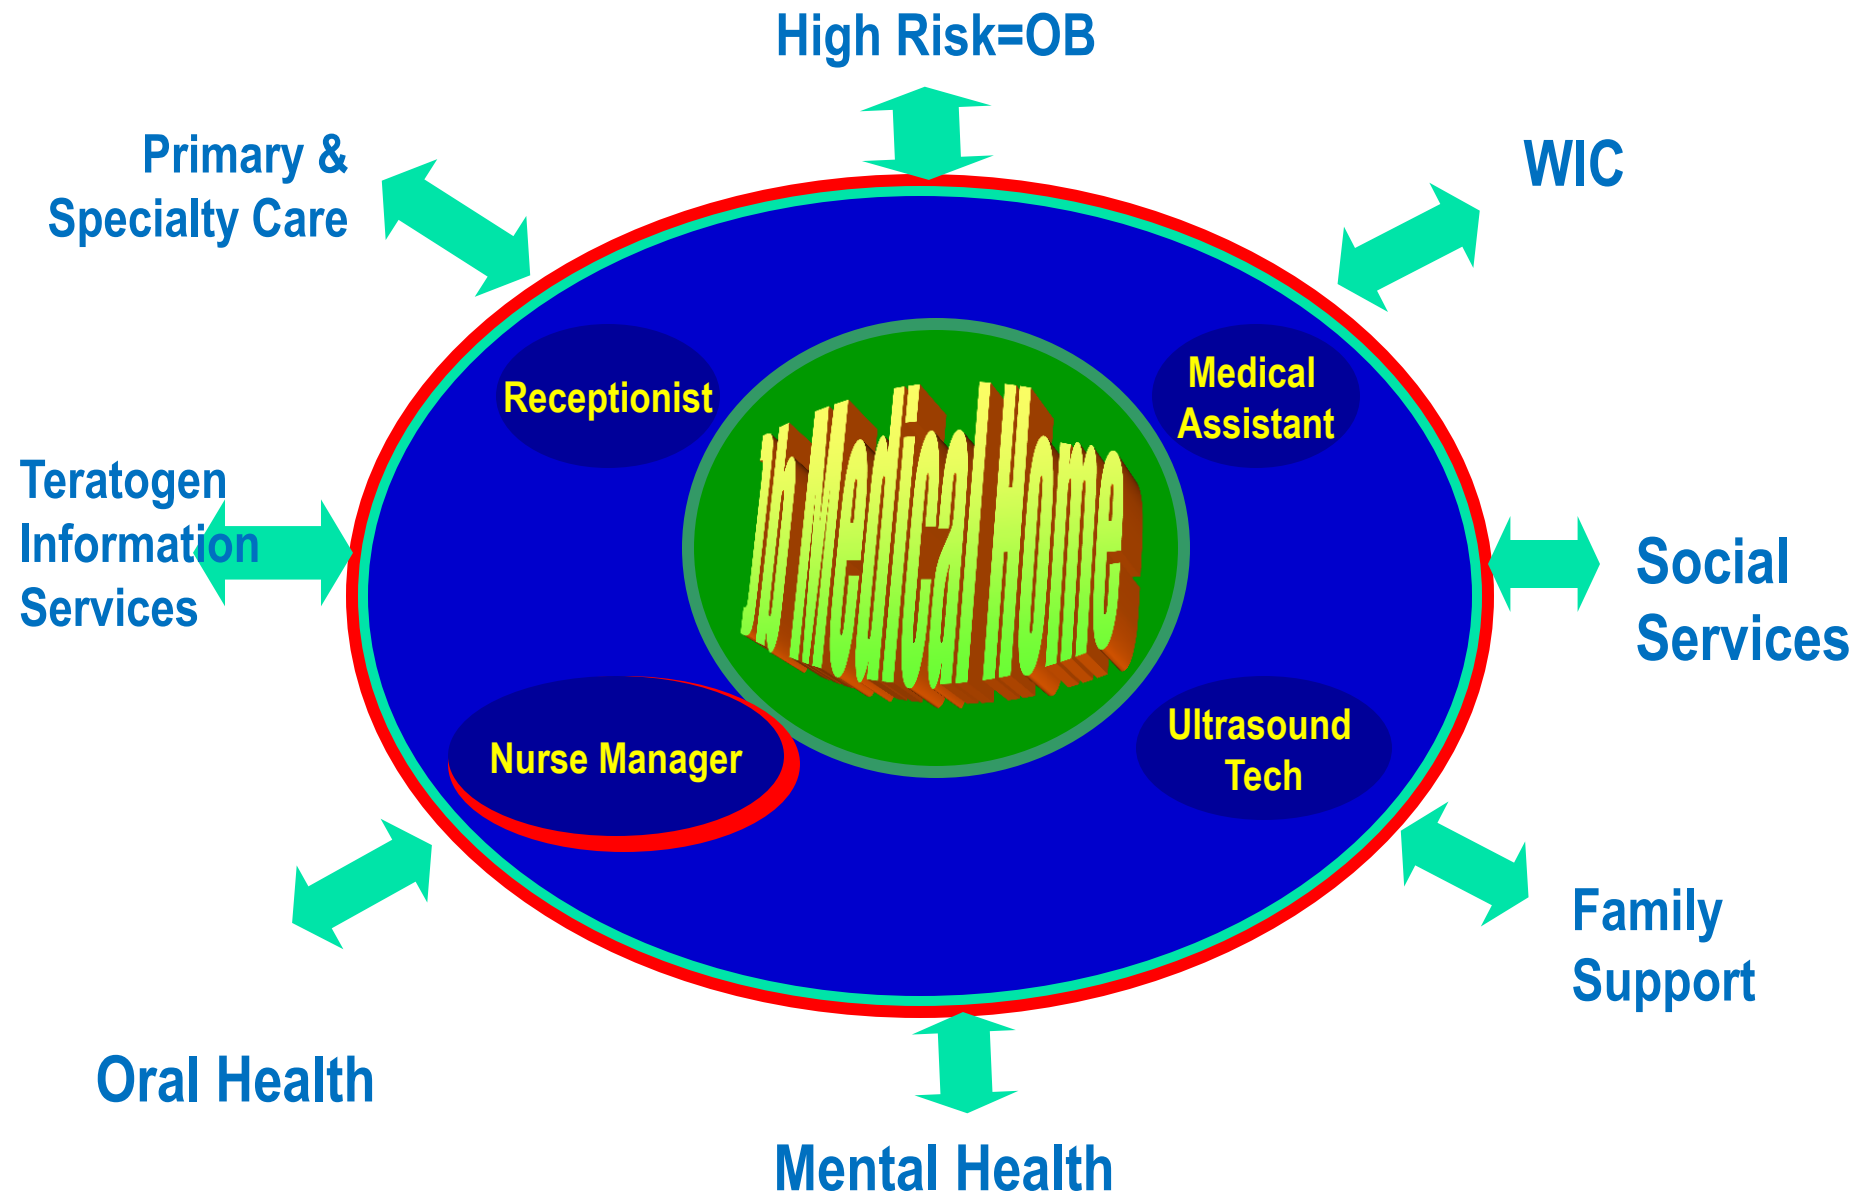 High Risk=OB
Primary &
Specialty Care
WIC
Receptionist
Medical
Assistant
Medical Home
Teratogen
Information
Services
Social
Services
Nurse Manager
Ultrasound
Tech
Family
Support
Oral Health
Mental Health